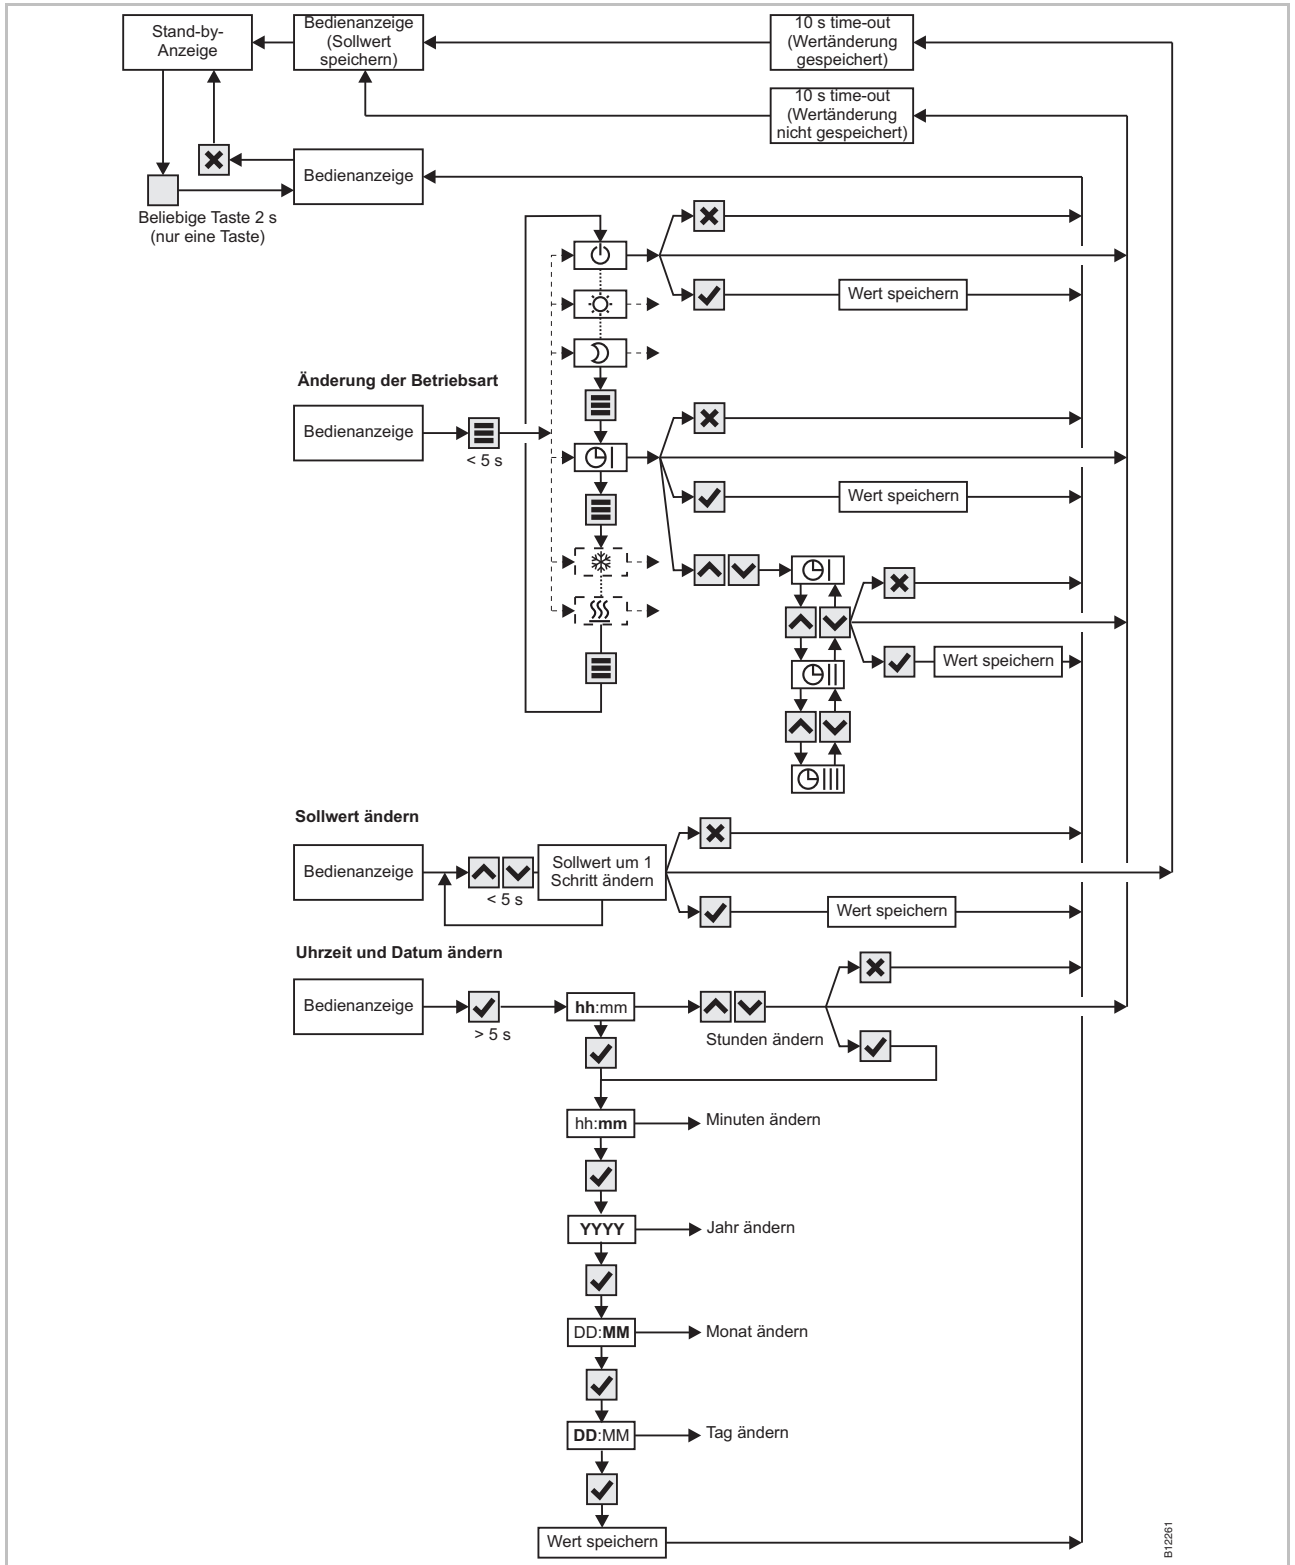 Stand-by-
Anzeige
Bedienanzeige
(Sollwert
speichern)
10 s time-out
(Wertänderung
gespeichert)
10 s time-out
(Wertänderung
nicht gespeichert)
Bedienanzeige
Beliebige Taste 2 s
(nur eine Taste)
Wert speichern
Änderung der Betriebsart
Bedienanzeige
< 5 s
Wert speichern
Wert speichern
Sollwert ändern
Bedienanzeige
< 5 s
Sollwert um 1
Schritt ändern
Wert speichern
Uhrzeit und Datum ändern
Bedienanzeige
> 5 s
hh:mm
Stunden ändern
hh:mm
Minuten ändern
YYYY
Jahr ändern
DD:MM
Monat ändern
DD:MM
Tag ändern
Wert speichern
B12261